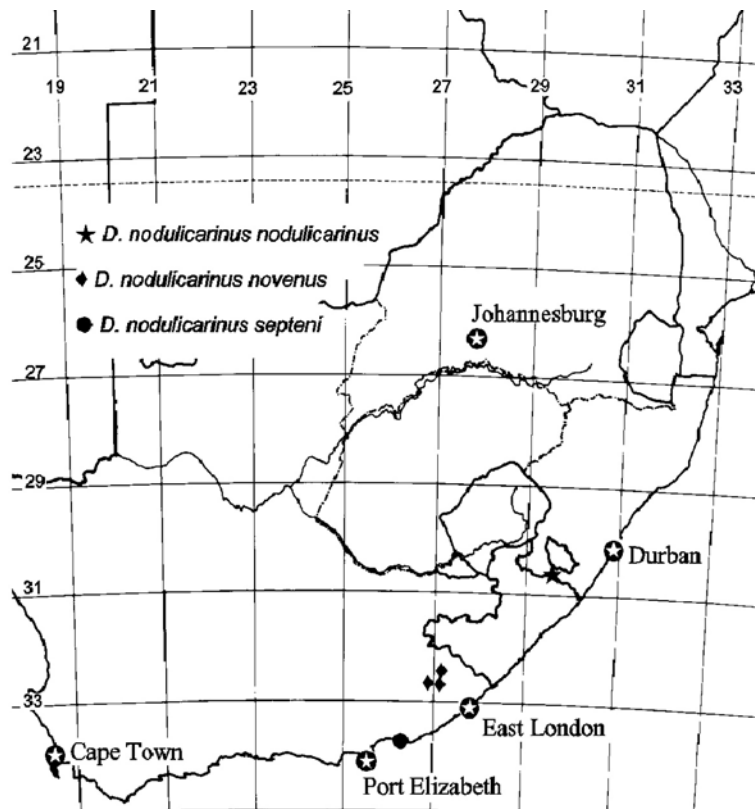 21
19 21 23 25 27 29 31 33
23
★ D. nodulicarinus nodulicarinus
♦ D. nodulicarinus novenus
25
● D. nodulicarinus septeni
Johannesburg
27
29
Durban
31
33
East London
Cape Town
Port Elizabeth